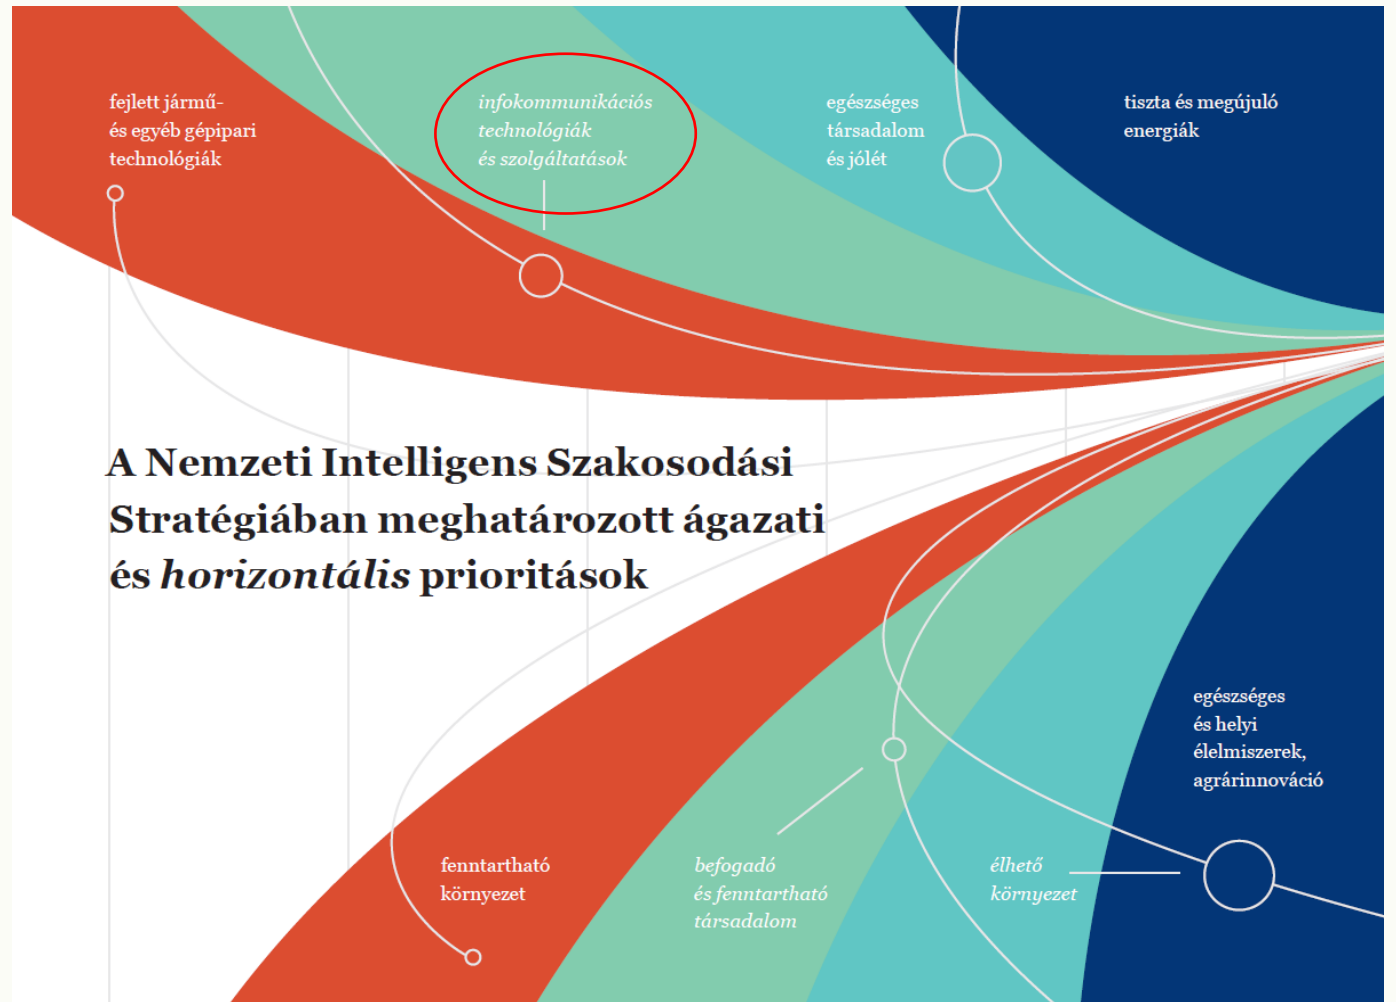 fejlett jármű-
és egyéb gépipari
technológiák
infokommunikációs
technológiák
és szolgáltatások
egészséges
társadalom
és jólét
tiszta és megújuló
energiák
A Nemzeti Intelligens Szakosodási
Stratégiában meghatározott ágazati
és horizontális prioritások
egészséges
és helyi
élelmiszerek,
agrárinnováció
fenntartható
környezet
befogadó
és fenntartható
társadalom
élhető
környezet